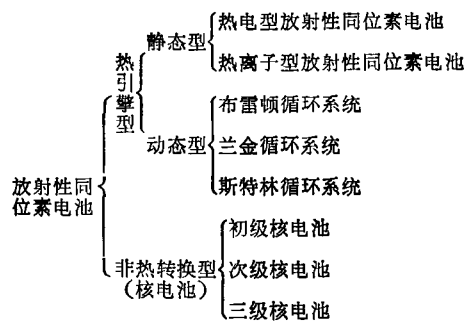 热电型放射性同位素电池
静态型
热离子型放射性同位素电池
热引擎型
布雷顿循环系统
动态型
兰金循环系统
斯特林循环系统
放射性同
位素电池
初级核电池
非热转换型
(核电池)
次级核电池
三级核电池